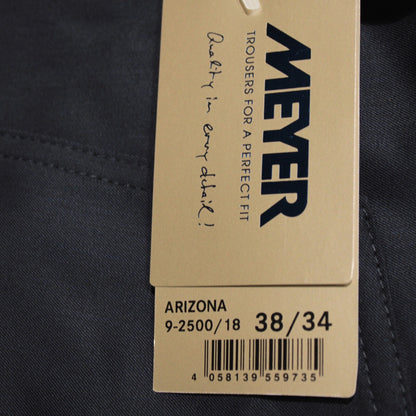 MEYER
TROUSERS FOR A PERFECT FIT
Quality in every detail!
ARIZONA
9-2500/18 38/34
4 058139 559735